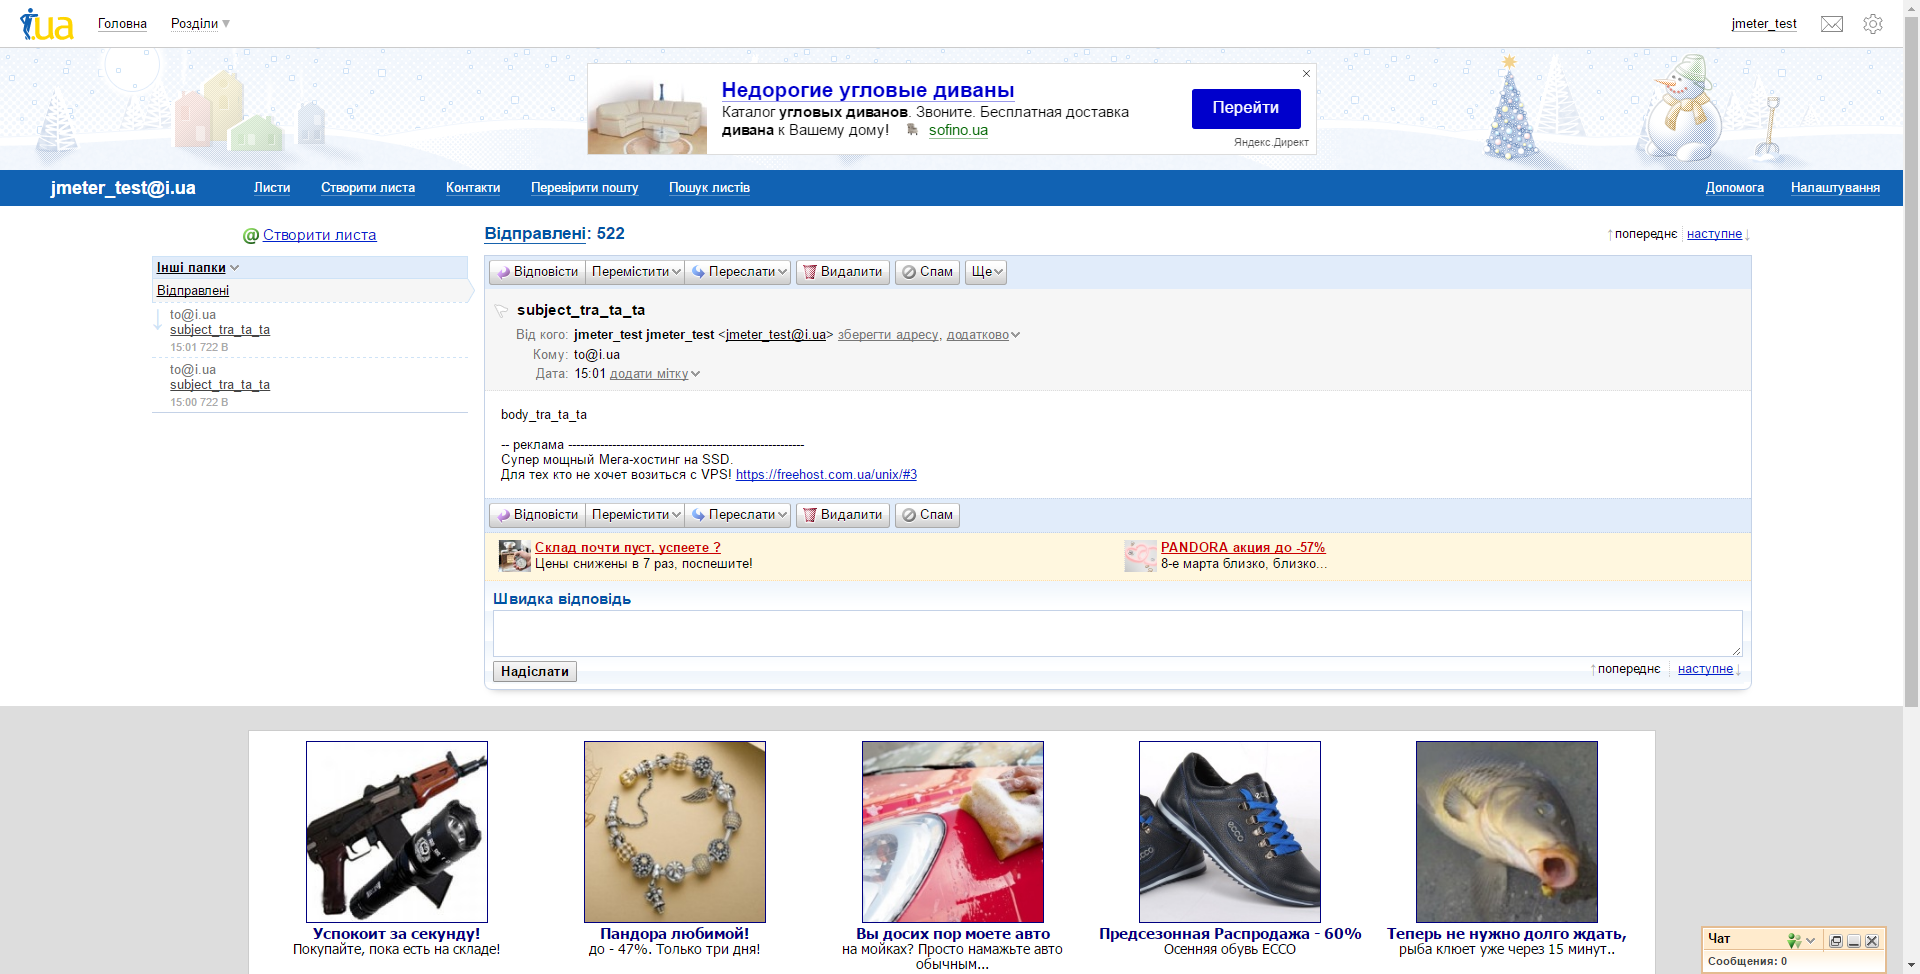 .ua
Головна
Розділи
jmeter_test
Недорогие угловые диваны
Каталог угловых диванов. Звоните. Бесплатная доставка
дивана к Вашему дому! sofino.ua
Перейти
Яндекс.Директ
jmeter_test@i.ua
Листи
Створити листа
Контакти
Перевірити пошту
Пошук листів
Допомога
Налаштування
@ Створити листа
Інші папки
Відправлені
to@i.ua
subject_tra_ta_ta
15:01 722 B
to@i.ua
subject_tra_ta_ta
15:00 722 B
Відправлені: 522
↑попереднє наступне↓
Відповісти Перемістити Переслати Видалити Спам Ще
subject_tra_ta_ta
Від кого: jmeter_test jmeter_test <jmeter_test@i.ua> зберегти адресу, додатково
Кому: to@i.ua
Дата: 15:01 додати мітку
body_tra_ta_ta
-- реклама -----------------------------------------------------------
Супер мощный Мега-хостинг на SSD.
Для тех кто не хочет возиться с VPS! https://freehost.com.ua/unix/#3
Відповісти Перемістити Переслати Видалити Спам
Склад почти пуст, успеете ?
Цены снижены в 7 раз, поспешите!
PANDORA акция до -57%
8-е марта близко, близко...
Швидка відповідь
Надіслати
↑попереднє наступне↓
Успокоит за секунду!
Покупайте, пока есть на складе!
Пандора любимой!
до - 47%. Только три дня!
Вы досих пор моете авто
на мойках? Просто намажьте авто
обычным...
ecco
ecco
Предсезонная Распродажа - 60%
Осенняя обувь ECCO
Теперь не нужно долго ждать,
рыба клюет уже через 15 минут..
Чат
Сообщения: 0